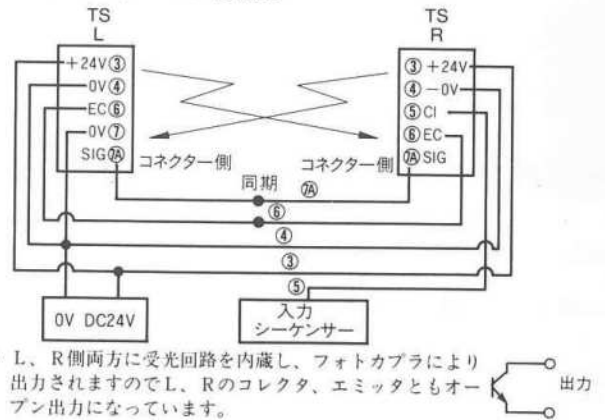 TS
L
TS
R
+24V③
0V④
EC⑥
0V⑦
SIG 7A
コネクター側
③+24V
④-0V
⑤CI
⑥EC
7A SIG
コネクター側
同期
7A
⑥
④
③
⑤
0V DC24V
入力
シーケンサー
L、R側両方に受光回路を内蔵し、フォトカプラにより
出力されますのでL、Rのコレクタ、エミッタともオー
プン出力になっています。
出力